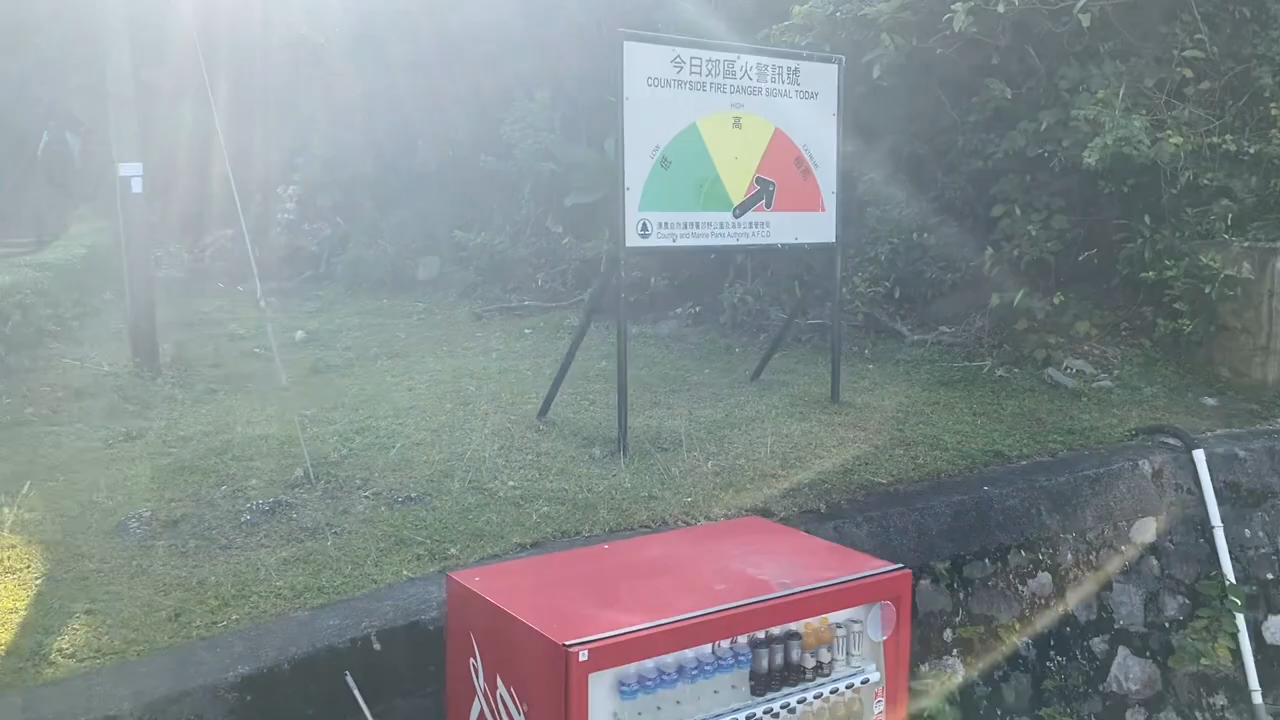 今日郊區火警訊號
COUNTRYSIDE FIRE DANGER SIGNAL TODAY
HIGH
高
LOW
低
EXTREME
極高
漁農自然護理署郊野公園及海岸公園管理局
Country and Marine Parks Authority, A.F.C.D